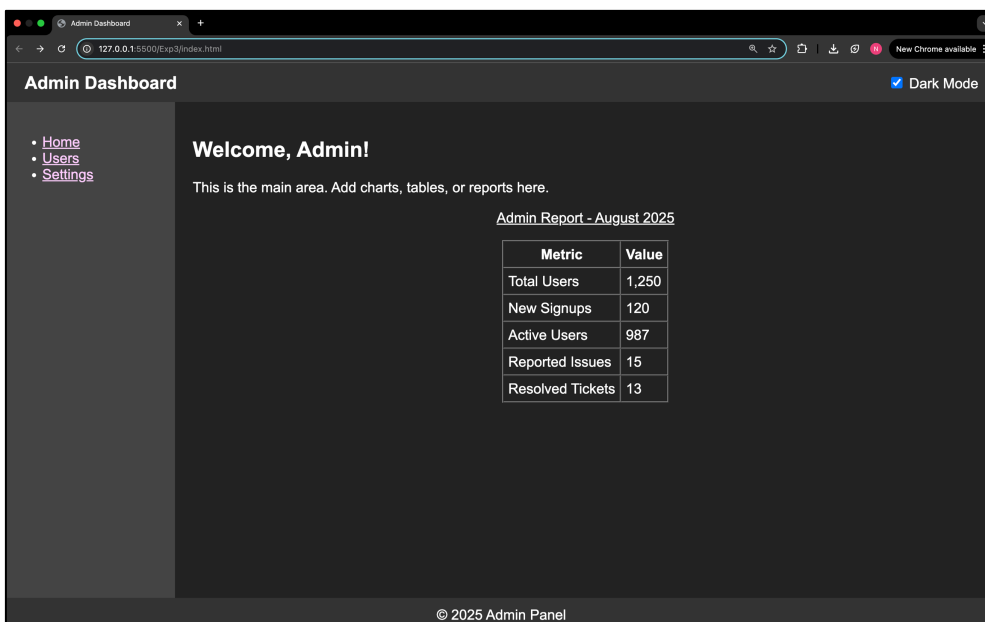 Admin Dashboard
127.0.0.1:5500/Exp3/index.html
New Chrome available
Admin Dashboard
Dark Mode
Home
Users
Settings
Welcome, Admin!
This is the main area. Add charts, tables, or reports here.
Admin Report - August 2025
Metric Value
Total Users 1,250
New Signups 120
Active Users 987
Reported Issues 15
Resolved Tickets 13
© 2025 Admin Panel